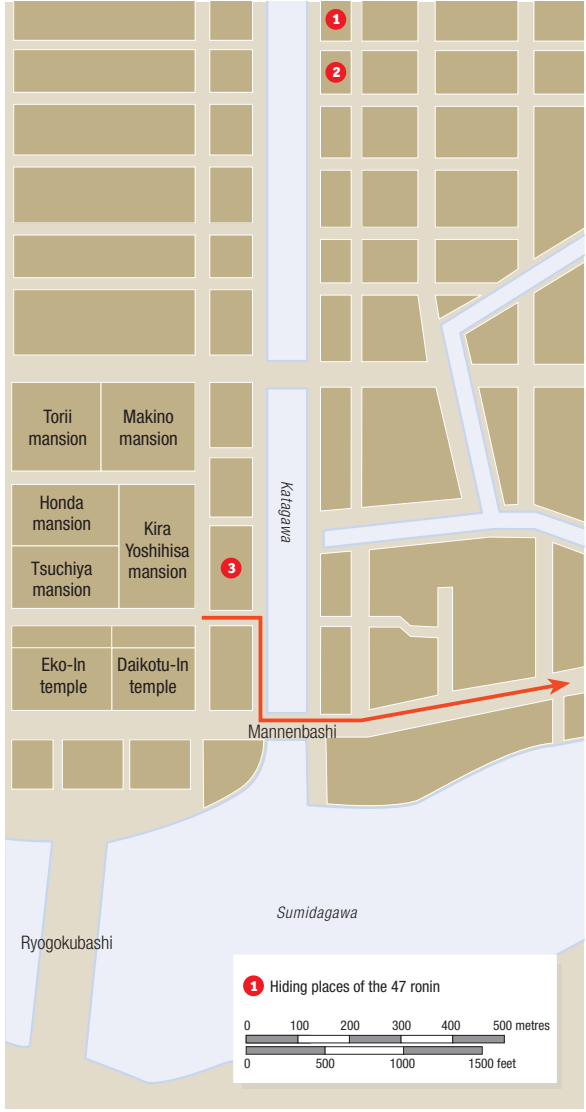 1
2
Torii
mansion
Makino
mansion
Honda
mansion
Kira
Yoshihisa
mansion
Tsuchiya
mansion
3
Katagawa
Eko-In
temple
Daikotu-In
temple
Mannenbashi
Sumidagawa
Ryogokubashi
1 Hiding places of the 47 ronin
0 100 200 300 400 500 metres
0 500 1000 1500 feet